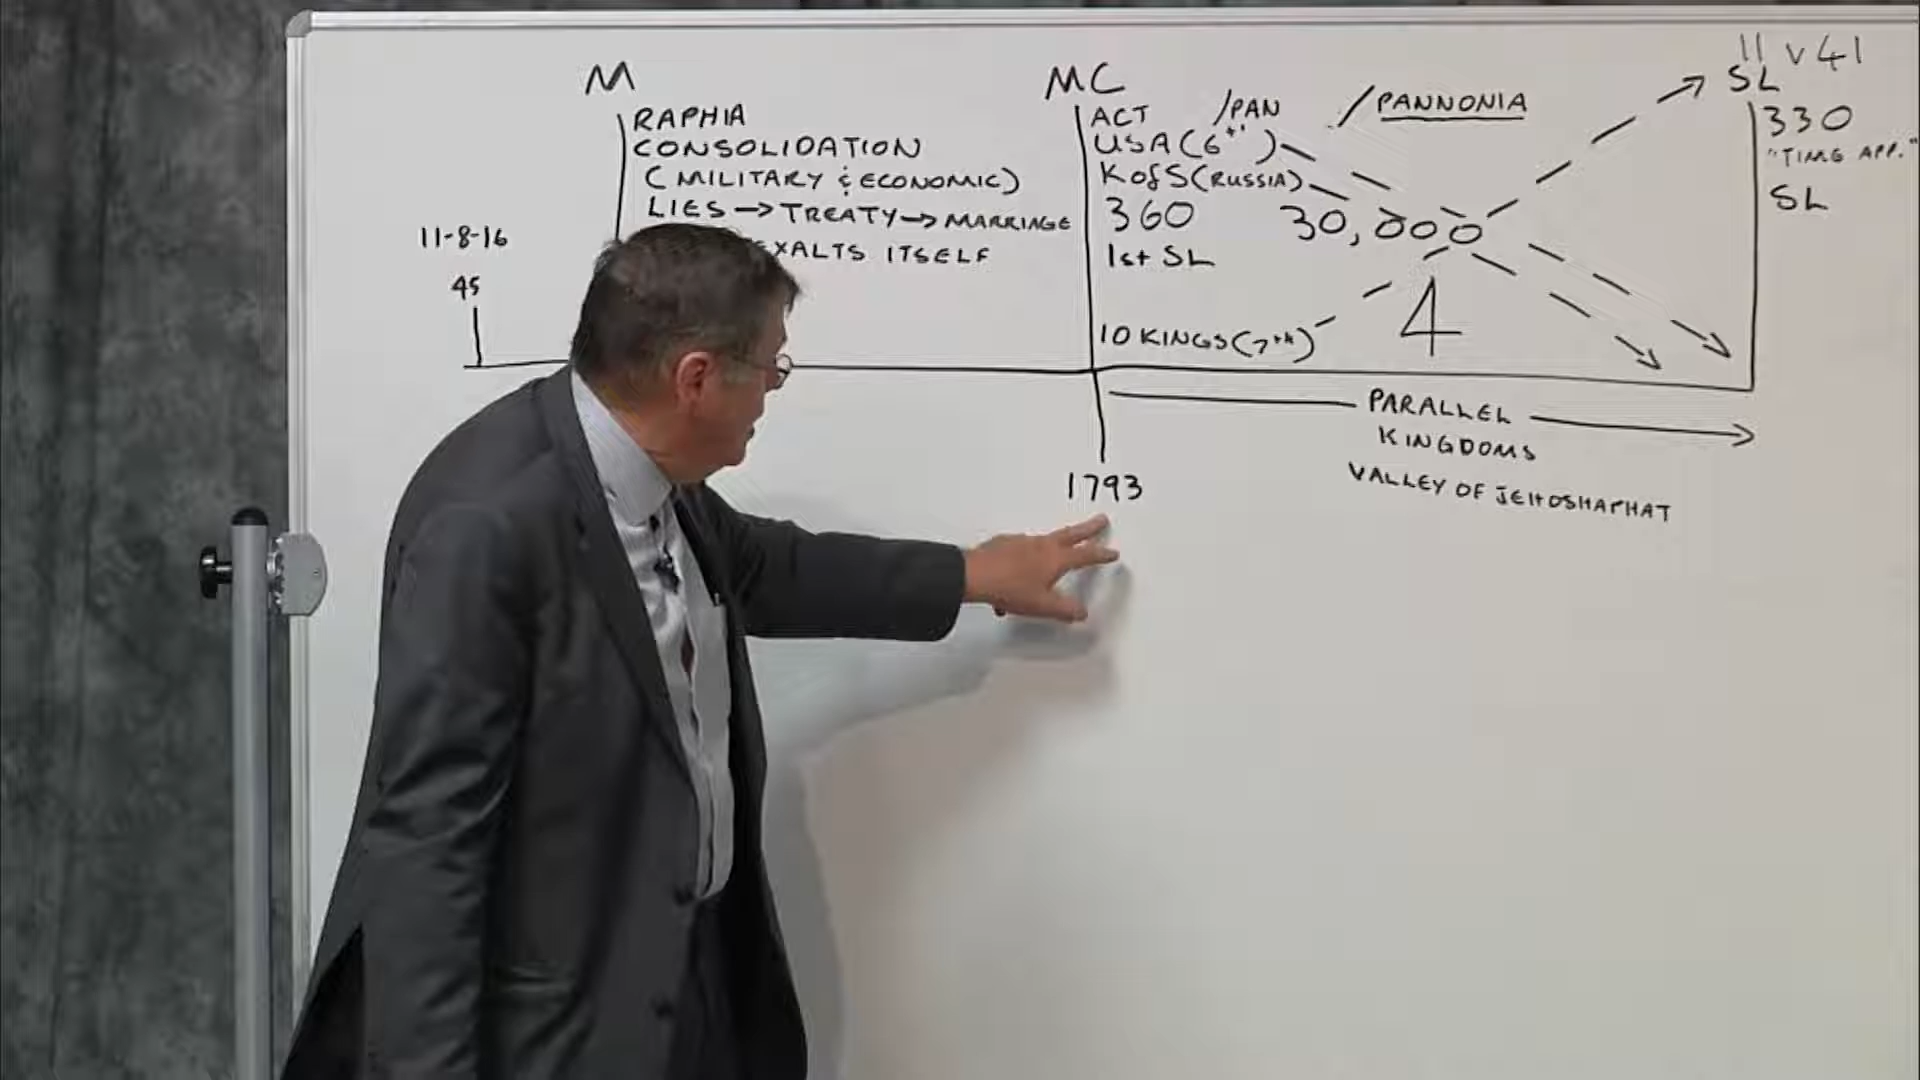 M
RAPHIA
CONSOLIDATION
(MILITARY & ECONOMIC)
LIES → TREATY → MARRIAGE
EXALTS ITSELF
11-8-16
45
MC
ACT /PAN /PANNONIA
USA (6th)
KofS (RUSSIA)
360 30,000
1st SL
4
10 KINGS (7th)
11 v 41
SL
330
"TIME APP."
SL
PARALLEL
KINGDOMS
VALLEY OF JEHOSHAPHAT
1793